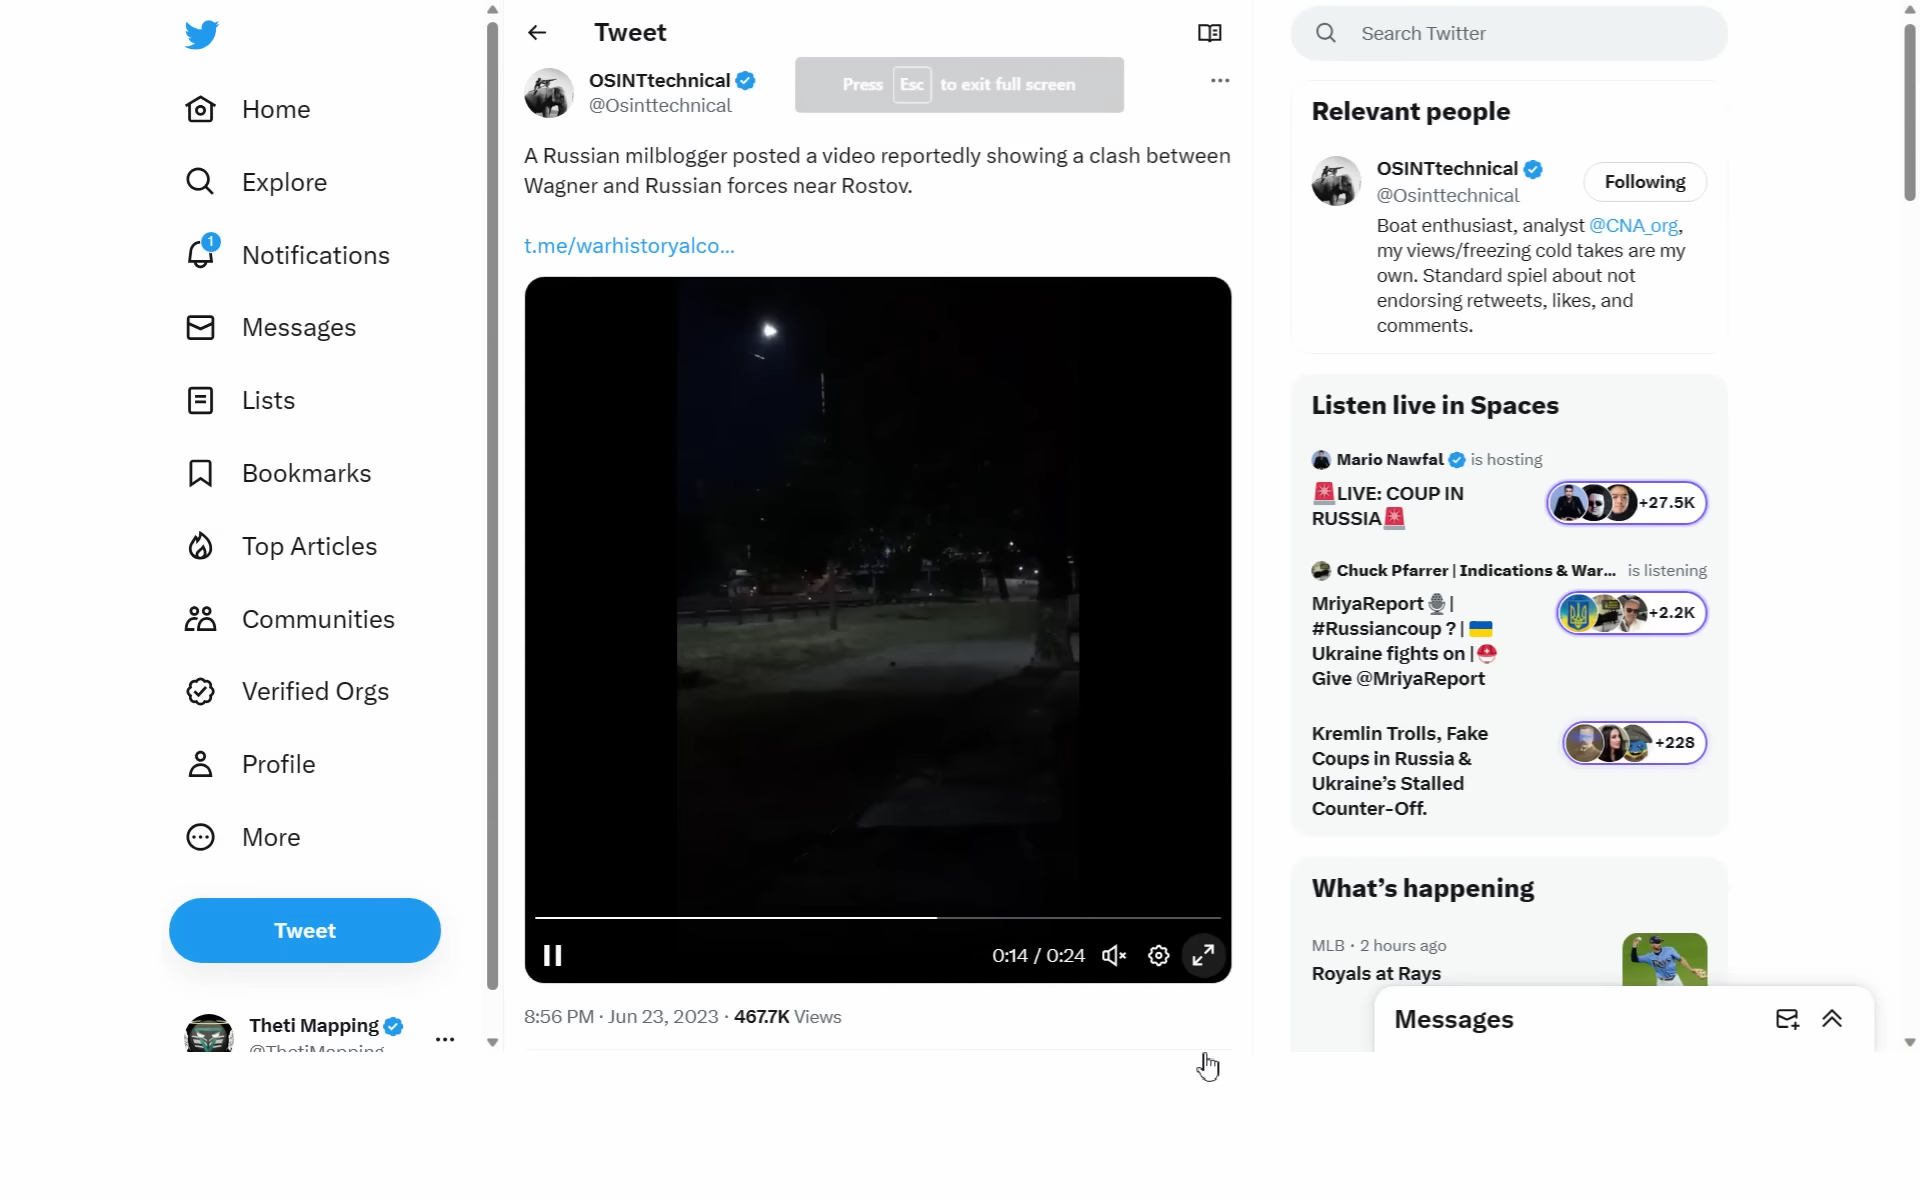 Home
Explore
1
Notifications
Messages
Lists
Bookmarks
Top Articles
Communities
Verified Orgs
Profile
More
Tweet
Theti Mapping
@ThetiMapping
Tweet
Press Esc to exit full screen
OSINTtechnical
@Osinttechnical
A Russian milblogger posted a video reportedly showing a clash between
Wagner and Russian forces near Rostov.
t.me/warhistoryalco...
0:14 / 0:24
8:56 PM · Jun 23, 2023 · 467.7K Views
Search Twitter
Relevant people
OSINTtechnical
@Osinttechnical
Following
Boat enthusiast, analyst @CNA_org,
my views/freezing cold takes are my
own. Standard spiel about not
endorsing retweets, likes, and
comments.
Listen live in Spaces
Mario Nawfal is hosting
🚨LIVE: COUP IN
RUSSIA🚨
+27.5K
Chuck Pfarrer | Indications & War... is listening
MriyaReport🎙️|
#Russiancoup ? | 🇺🇦
Ukraine fights on |⛑️
Give @MriyaReport
+2.2K
Kremlin Trolls, Fake
Coups in Russia &
Ukraine’s Stalled
Counter-Off.
+228
What’s happening
MLB · 2 hours ago
Royals at Rays
Messages